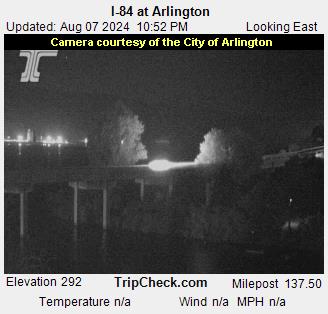 I-84 at Arlington
Updated: Aug 07 2024 10:52 PM Looking East
Camera courtesy of the City of Arlington
Elevation 292 TripCheck.com Milepost 137.50
Temperature n/a Wind n/a MPH n/a